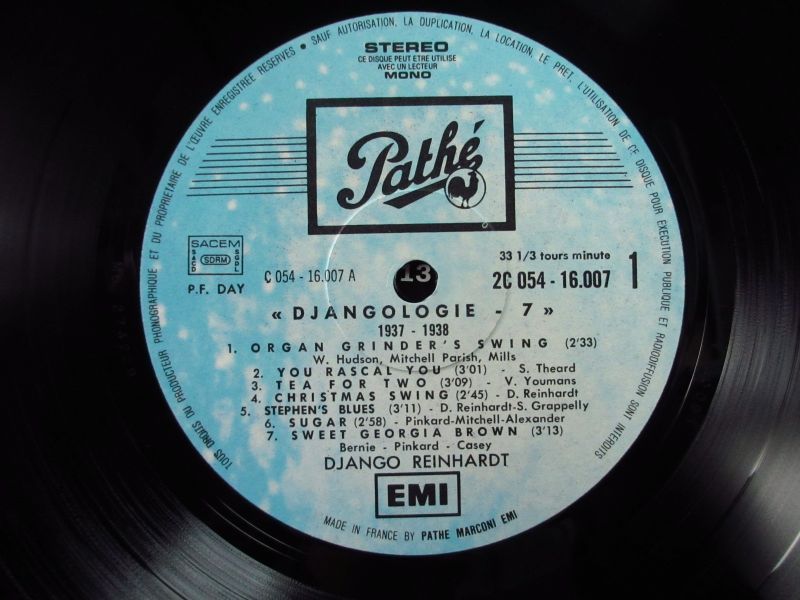 TOUS DROITS DU PRODUCTEUR PHONOGRAPHIQUE ET DU PROPRIETAIRE DE L'ŒUVRE ENREGISTREE RESERVES • SAUF AUTORISATION, LA DUPLICATION, LA LOCATION, LE PRET, L'UTILISATION DE CE DISQUE POUR EXECUTION PUBLIQUE ET RADIODIFFUSION SONT INTERDITS
STEREO
CE DISQUE PEUT ETRE UTILISE
AVEC UN LECTEUR
MONO
Pathé
SACEM
SACD SDRM SGDL
P.F. DAY
C 054 - 16.007 A
13
33 1/3 tours minute
2C 054 - 16.007 1
« DJANGOLOGIE - 7 »
1937 - 1938
1. ORGAN GRINDER'S SWING (2'33)
W. Hudson, Mitchell Parish, Mills
2. YOU RASCAL YOU (3'01) - S. Theard
3. TEA FOR TWO (3'09) - V. Youmans
4. CHRISTMAS SWING (2'45) - D. Reinhardt
5. STEPHEN'S BLUES (3'11) - D. Reinhardt-S. Grappelly
6. SUGAR (2'58) - Pinkard-Mitchell-Alexander
7. SWEET GEORGIA BROWN (3'13)
Bernie - Pinkard - Casey
DJANGO REINHARDT
EMI
MADE IN FRANCE BY PATHE MARCONI EMI